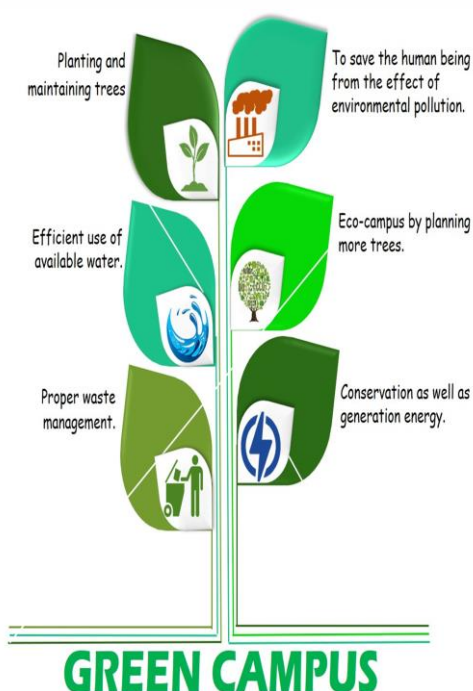 Planting and
maintaining trees
To save the human being
from the effect of
environmental pollution.
Efficient use of
available water.
Eco-campus by planning
more trees.
Proper waste
management.
Conservation as well as
generation energy.
GREEN CAMPUS